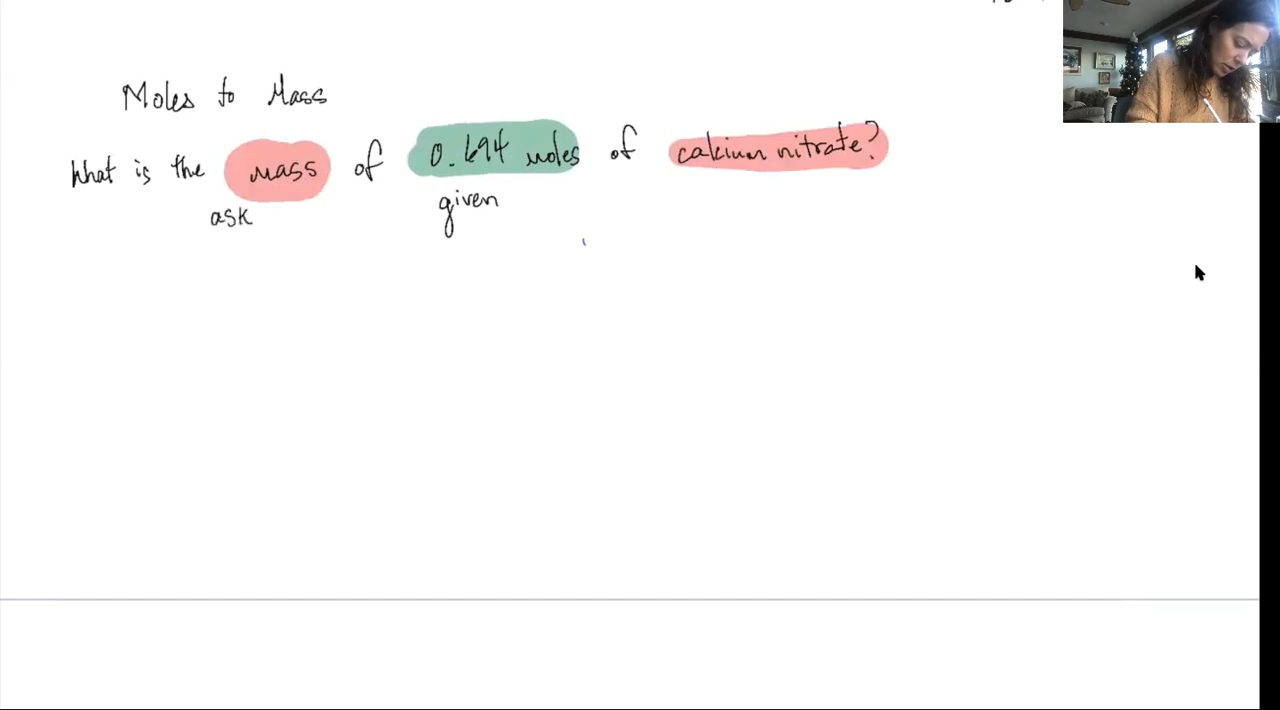 Moles to Mass
What is the mass of 0.694 moles of calcium nitrate?
ask given